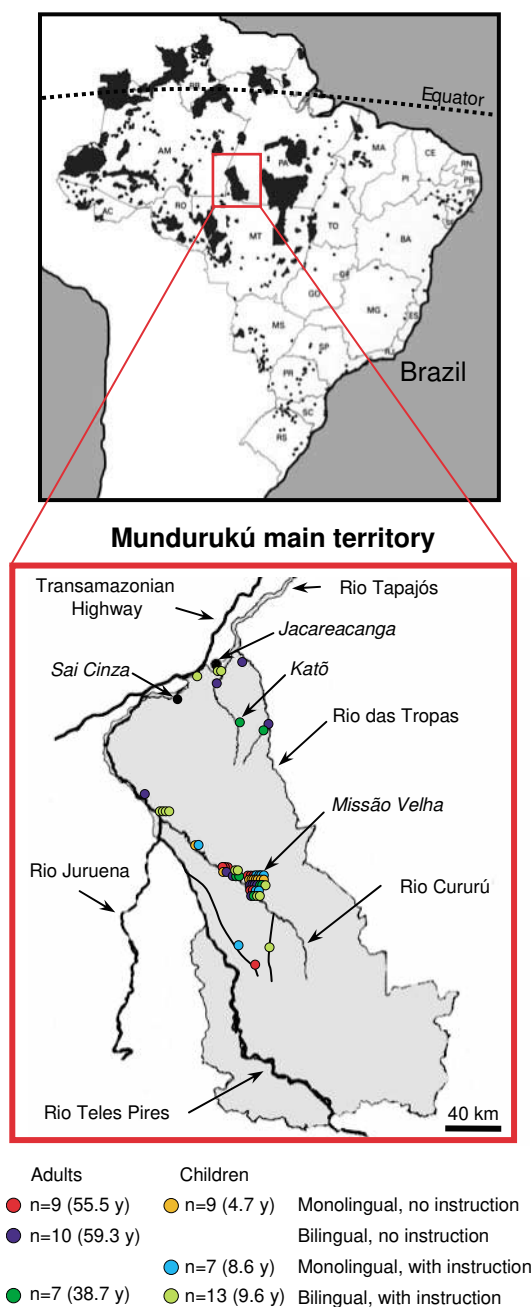 Equator
RR
AM
PA
MA
CE
RN
PB
PE
PI
AC
RO
TO
BA
MT
DF
GO
MG
ES
MS
SP
RJ
Brazil
PR
SC
RS
Mundurukú main territory
Transamazonian
Highway
Rio Tapajós
Jacareacanga
Sai Cinza
Katõ
Rio das Tropas
Missão Velha
Rio Juruena
Rio Cururú
Rio Teles Pires
40 km
Adults Children
n=9 (55.5 y) n=9 (4.7 y) Monolingual, no instruction
n=10 (59.3 y) Bilingual, no instruction
n=7 (8.6 y) Monolingual, with instruction
n=7 (38.7 y) n=13 (9.6 y) Bilingual, with instruction